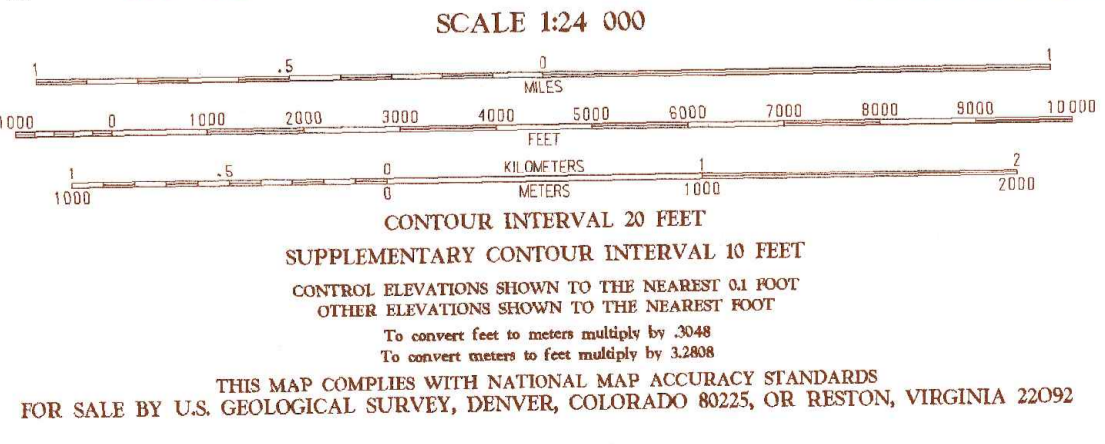 SCALE 1:24 000
1 .5 0 1
MILES
1000 0 1000 2000 3000 4000 5000 6000 7000 8000 9000 10000
FEET
1 .5 0 KILOMETERS 1 2
1000 0 METERS 1000 2000
CONTOUR INTERVAL 20 FEET
SUPPLEMENTARY CONTOUR INTERVAL 10 FEET
CONTROL ELEVATIONS SHOWN TO THE NEAREST 0.1 FOOT
OTHER ELEVATIONS SHOWN TO THE NEAREST FOOT
To convert feet to meters multiply by .3048
To convert meters to feet multiply by 3.2808
THIS MAP COMPLIES WITH NATIONAL MAP ACCURACY STANDARDS
FOR SALE BY U.S. GEOLOGICAL SURVEY, DENVER, COLORADO 80225, OR RESTON, VIRGINIA 22092